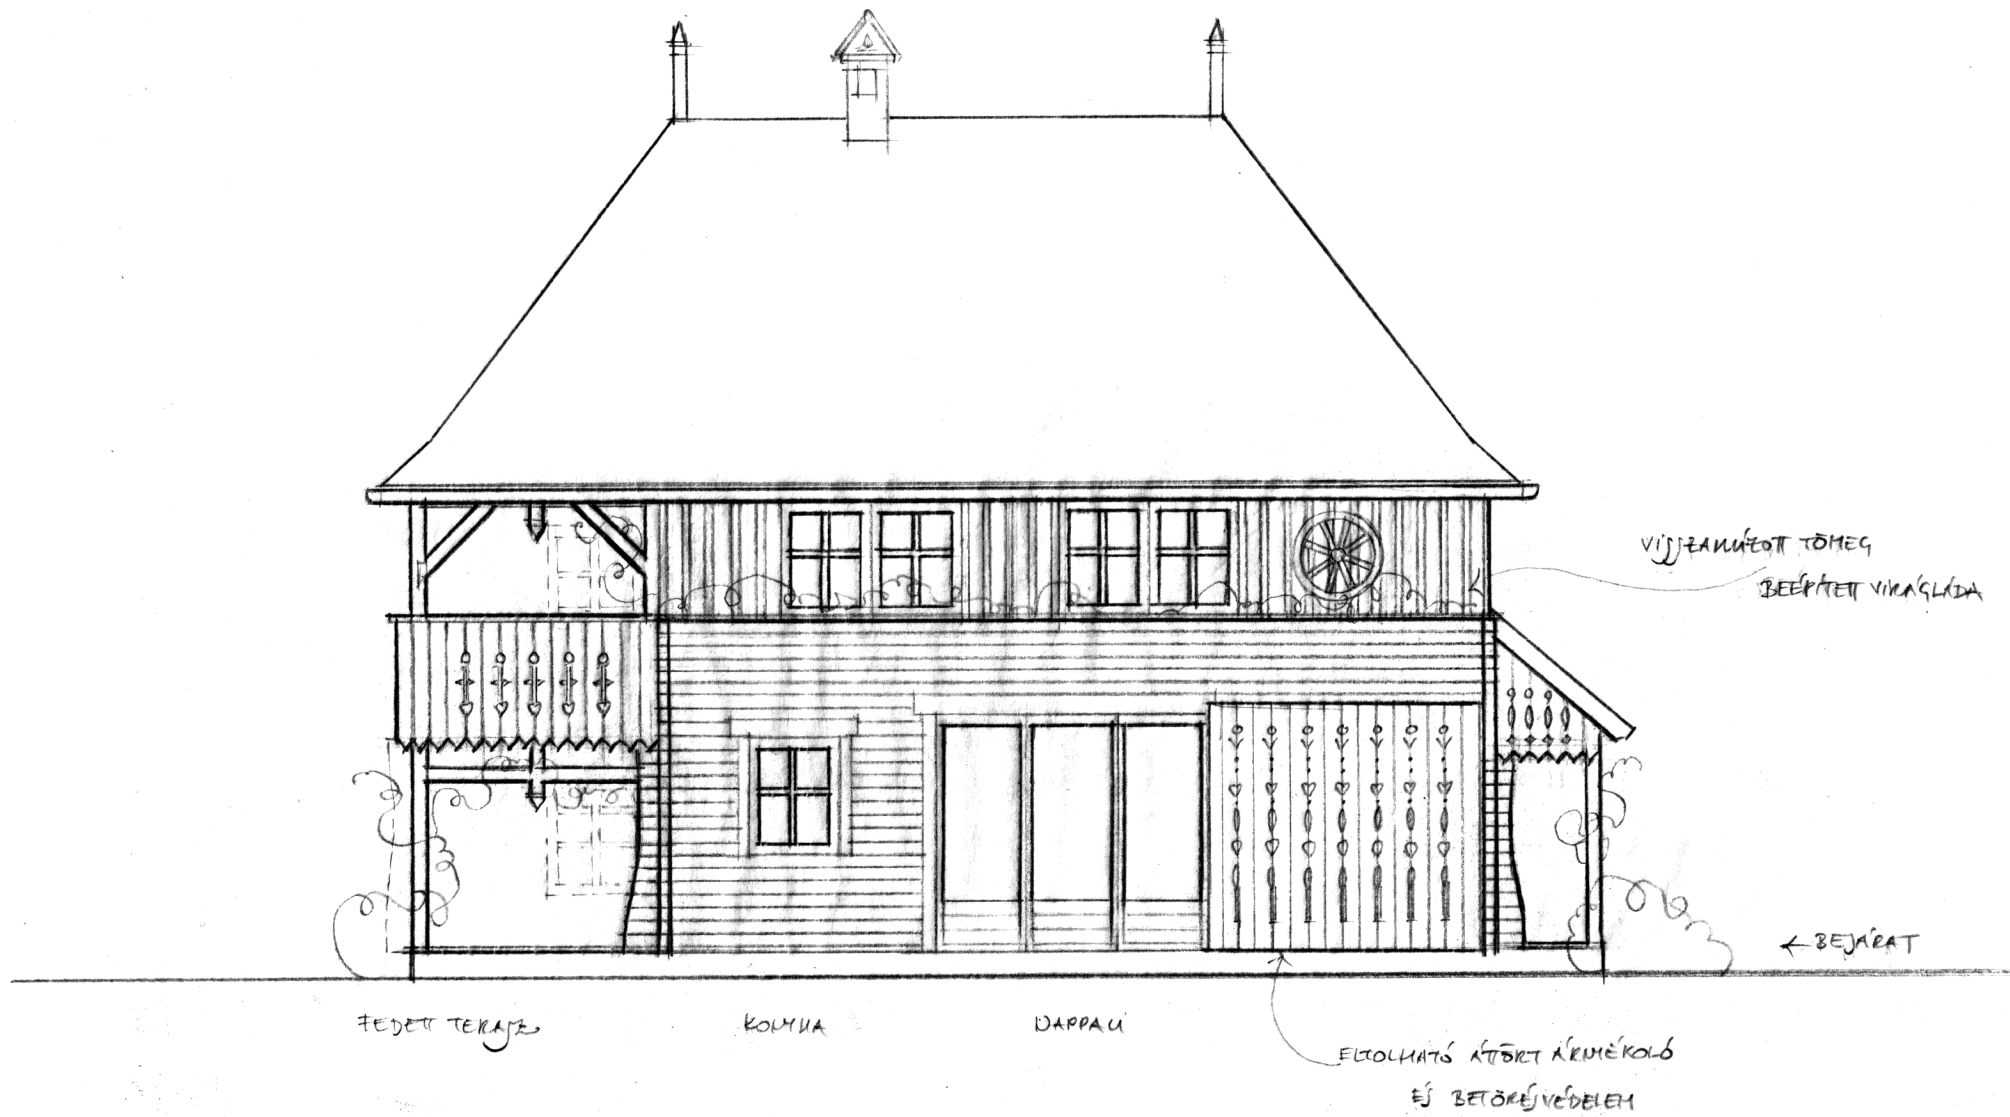 VISSZAHÚZOTT TÖMEG
BEÉPÍTETT VIRÁGLÁDA
← BEJÁRAT
FEDETT TERASZ
KONYHA
NAPPALI
ELTOLHATÓ ÁTTÖRT ÁRNYÉKOLÓ
ÉS BETÖRÉSVÉDELEM